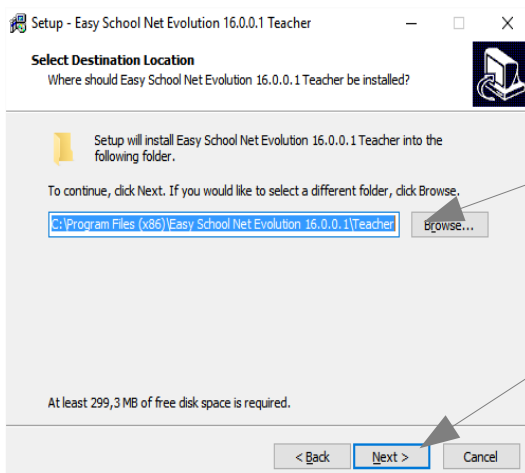 Setup - Easy School Net Evolution 16.0.0.1 Teacher
Select Destination Location
Where should Easy School Net Evolution 16.0.0.1 Teacher be installed?
Setup will install Easy School Net Evolution 16.0.0.1 Teacher into the
following folder.
To continue, click Next. If you would like to select a different folder, click Browse.
C:\Program Files (x86)\Easy School Net Evolution 16.0.0.1\Teacher
Browse...
At least 299,3 MB of free disk space is required.
< Back
Next >
Cancel